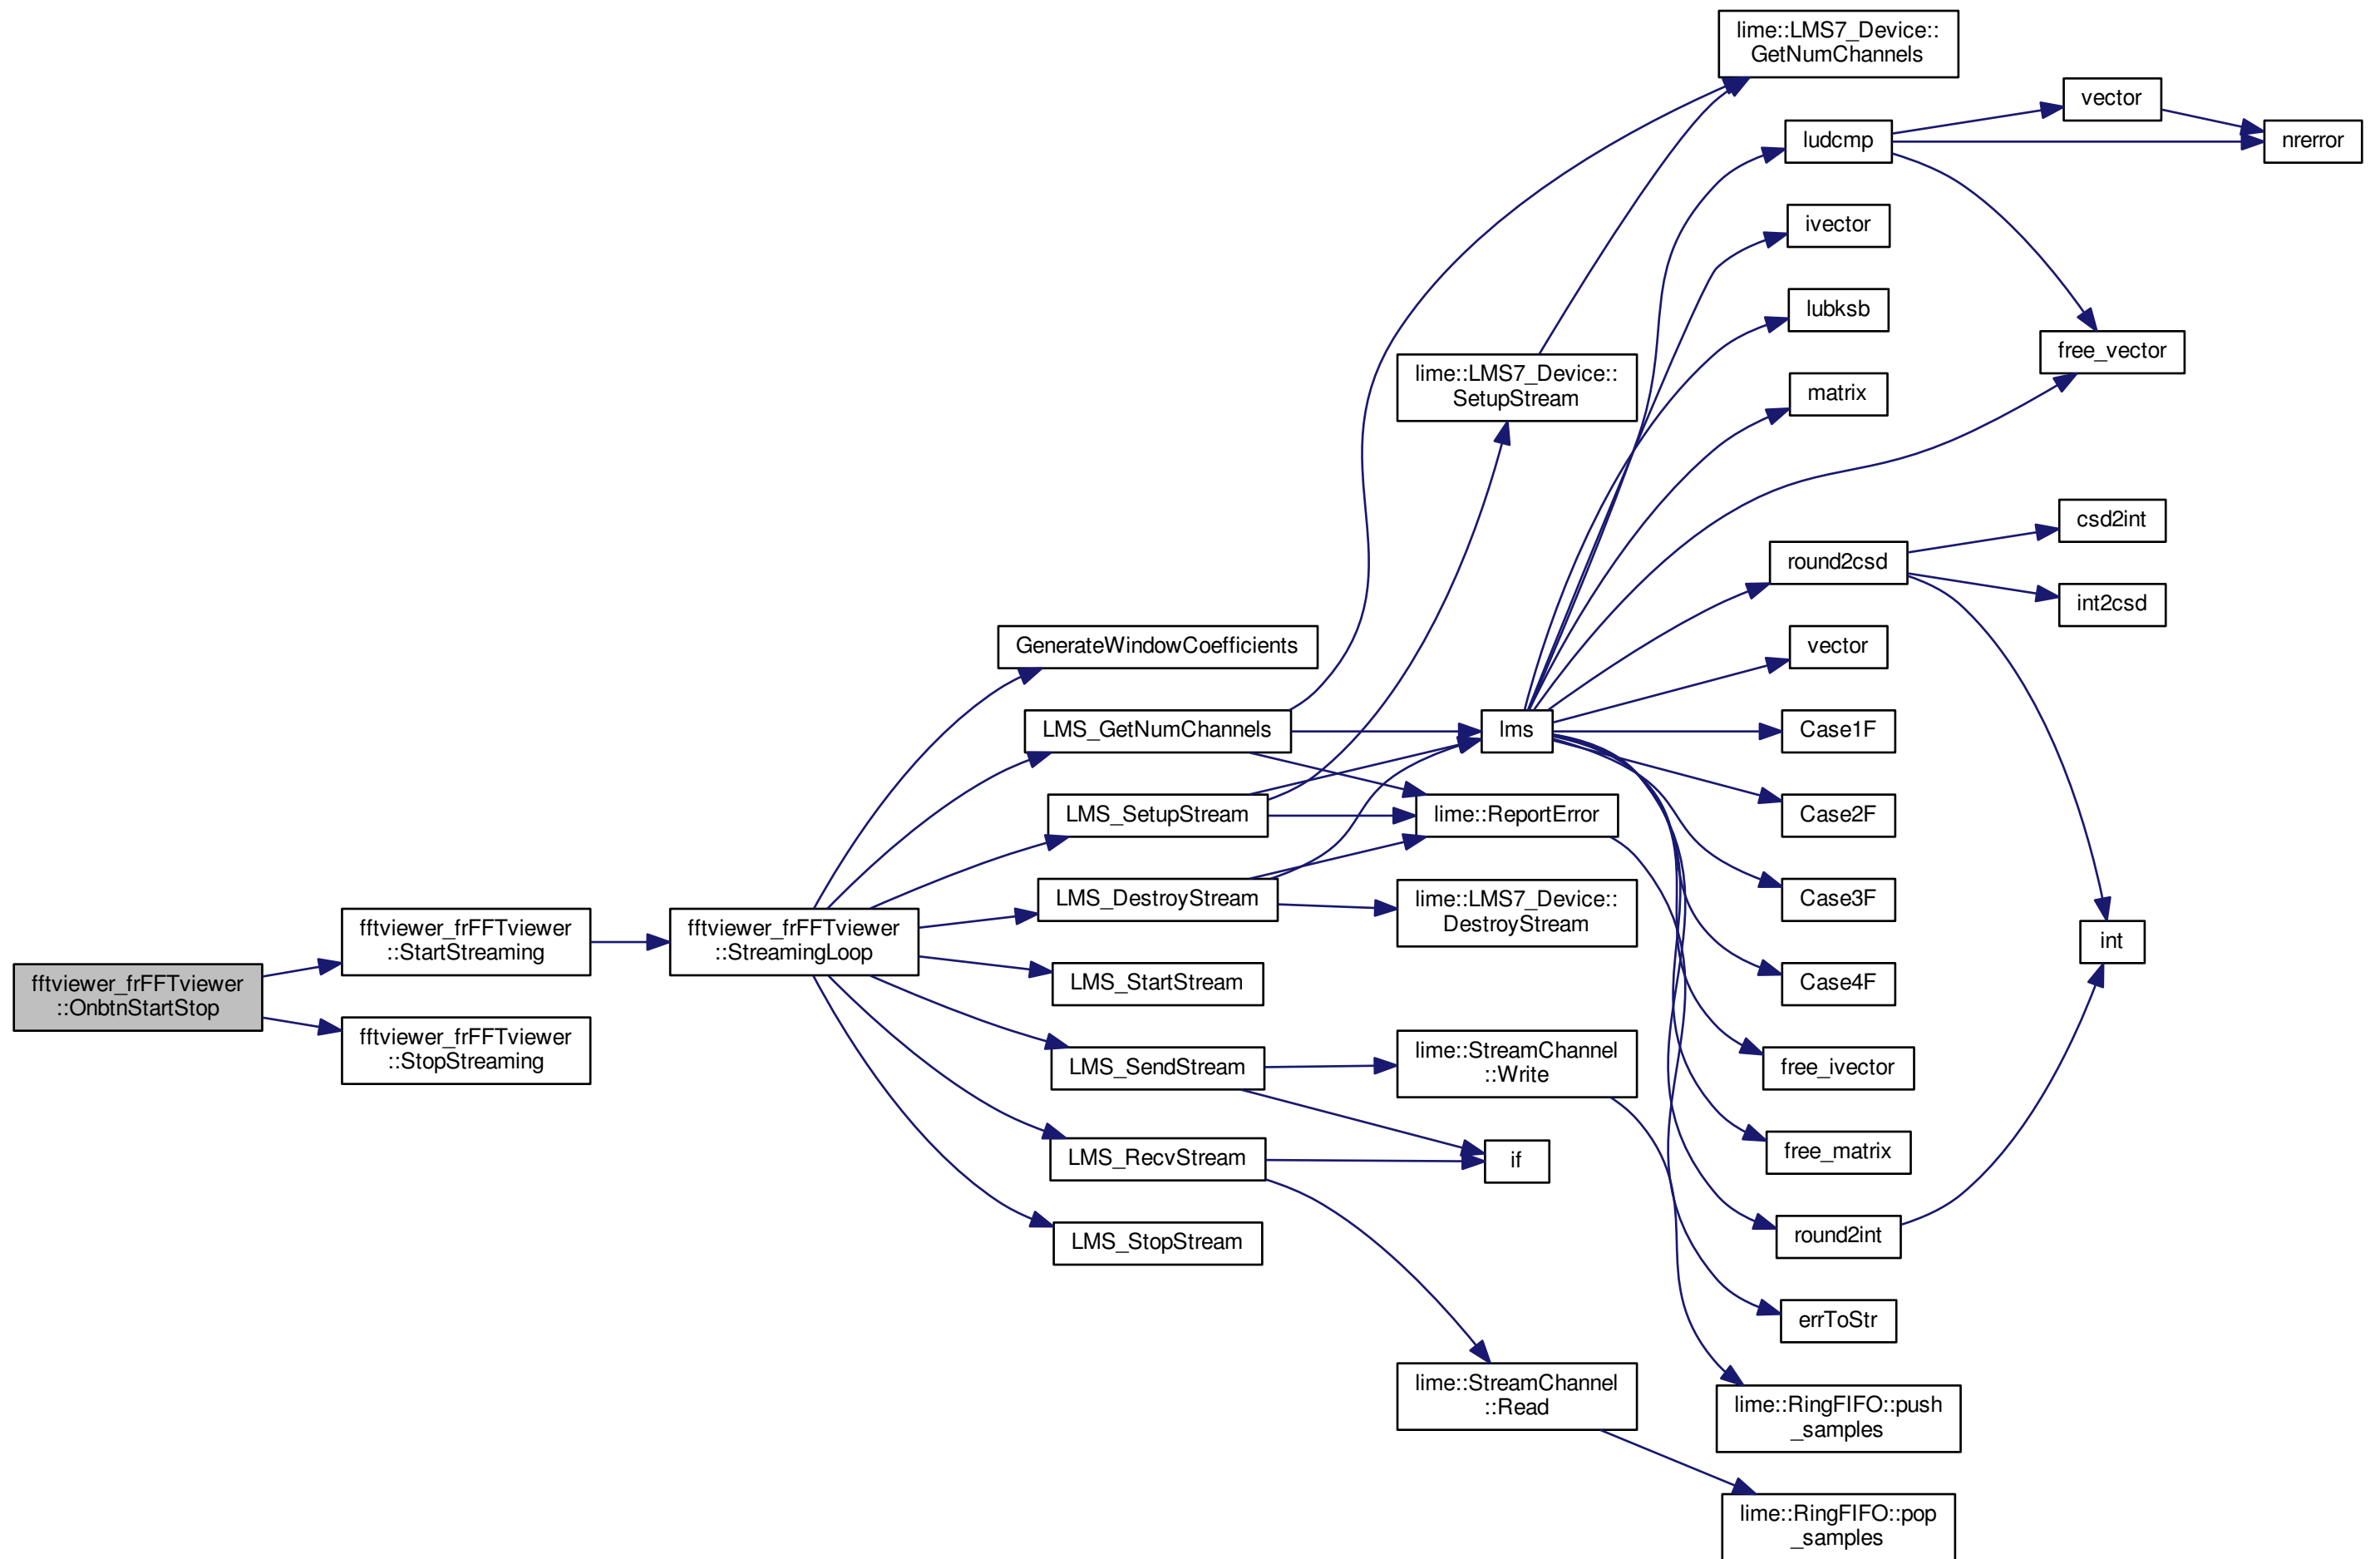 lime::LMS7_Device::
GetNumChannels
vector
ludcmp
nrerror
ivector
lubksb
free_vector
lime::LMS7_Device::
SetupStream
matrix
csd2int
round2csd
int2csd
GenerateWindowCoefficients
vector
LMS_GetNumChannels
lms
Case1F
LMS_SetupStream
lime::ReportError
Case2F
LMS_DestroyStream
lime::LMS7_Device::
DestroyStream
Case3F
fftviewer_frFFTviewer
::StartStreaming
fftviewer_frFFTviewer
::StreamingLoop
int
fftviewer_frFFTviewer
::OnbtnStartStop
LMS_StartStream
Case4F
fftviewer_frFFTviewer
::StopStreaming
LMS_SendStream
lime::StreamChannel
::Write
free_ivector
LMS_RecvStream
if
free_matrix
LMS_StopStream
round2int
errToStr
lime::StreamChannel
::Read
lime::RingFIFO::push
_samples
lime::RingFIFO::pop
_samples